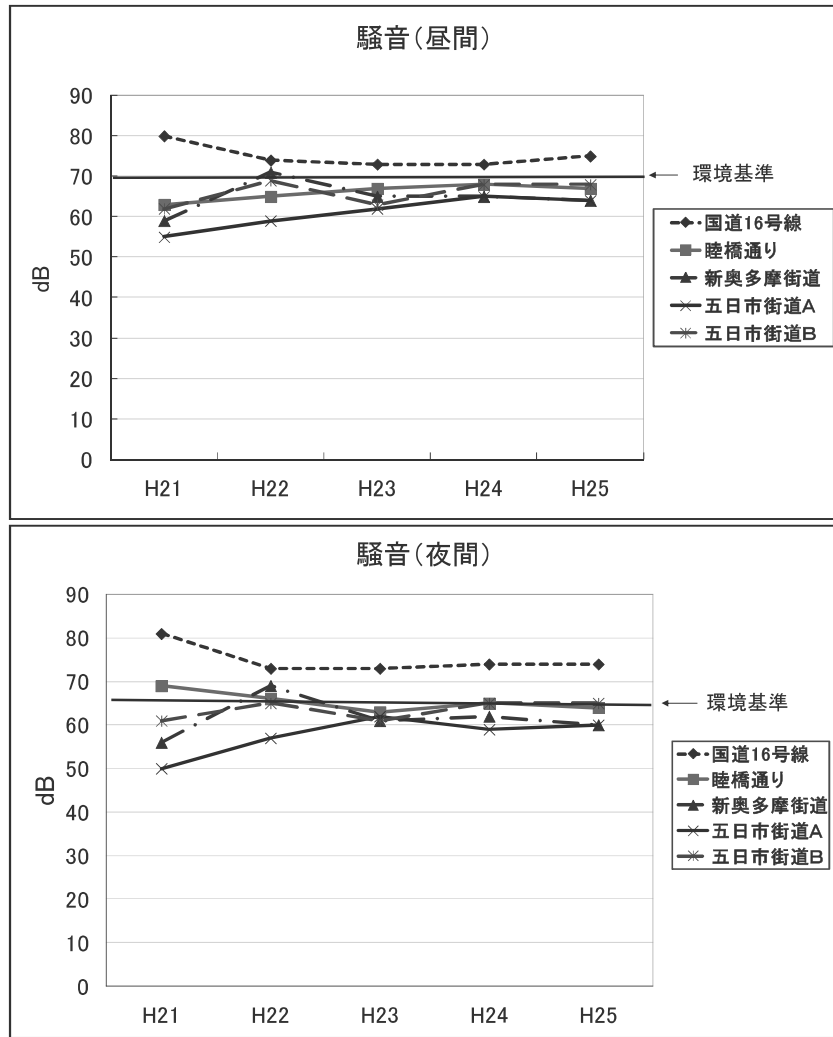 騒音(昼間)
90
80
70
60
50
40
30
20
10
0
dB
環境基準
国道16号線
睦橋通り
新奥多摩街道
五日市街道A
五日市街道B
H21 H22 H23 H24 H25
騒音(夜間)
90
80
70
60
50
40
30
20
10
0
dB
環境基準
国道16号線
睦橋通り
新奥多摩街道
五日市街道A
五日市街道B
H21 H22 H23 H24 H25